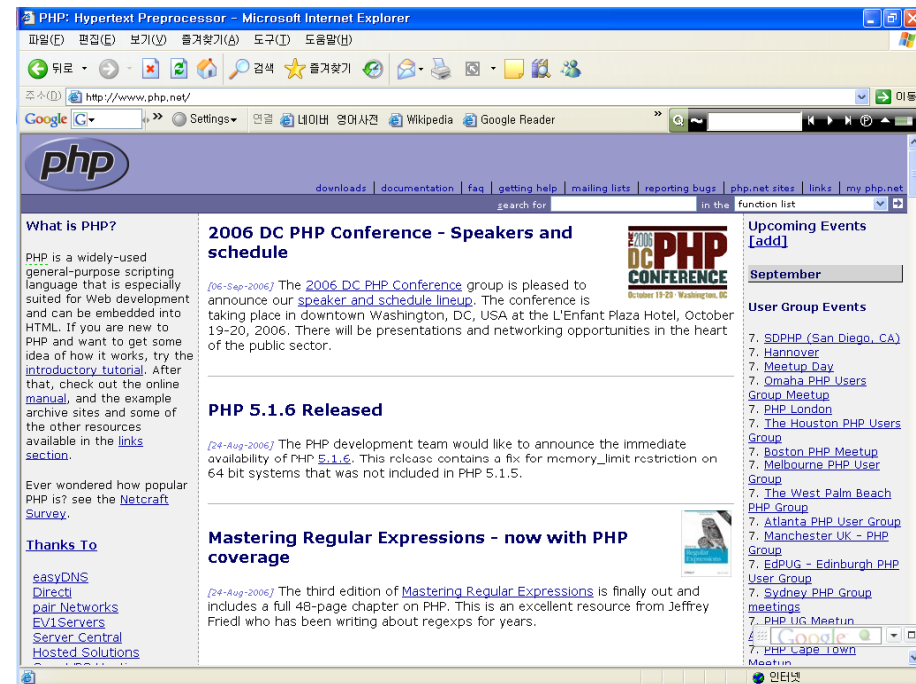 PHP: Hypertext Preprocessor - Microsoft Internet Explorer
파일(F) 편집(E) 보기(V) 즐겨찾기(A) 도구(T) 도움말(H)
뒤로 검색 즐겨찾기
주소(D) http://www.php.net/ 이동
Google G Settings 연결 네이버 영어사전 Wikipedia Google Reader
php
downloads | documentation | faq | getting help | mailing lists | reporting bugs | php.net sites | links | my php.net
search for in the function list
What is PHP?
PHP is a widely-used
general-purpose scripting
language that is especially
suited for Web development
and can be embedded into
HTML. If you are new to
PHP and want to get some
idea of how it works, try the
introductory tutorial. After
that, check out the online
manual, and the example
archive sites and some of
the other resources
available in the links
section.
Ever wondered how popular
PHP is? see the Netcraft
Survey.
Thanks To
easyDNS
Directi
pair Networks
EV1Servers
Server Central
Hosted Solutions
2006 DC PHP Conference - Speakers and
schedule
2006
DC PHP
CONFERENCE
October 19-20 · Washington, DC
[06-Sep-2006] The 2006 DC PHP Conference group is pleased to
announce our speaker and schedule lineup. The conference is
taking place in downtown Washington, DC, USA at the L'Enfant Plaza Hotel, October
19-20, 2006. There will be presentations and networking opportunities in the heart
of the public sector.
PHP 5.1.6 Released
[24-Aug-2006] The PHP development team would like to announce the immediate
availability of PHP 5.1.6. This release contains a fix for memory_limit restriction on
64 bit systems that was not included in PHP 5.1.5.
Mastering Regular Expressions - now with PHP
coverage
Regular
Expressions
[24-Aug-2006] The third edition of Mastering Regular Expressions is finally out and
includes a full 48-page chapter on PHP. This is an excellent resource from Jeffrey
Friedl who has been writing about regexps for years.
Upcoming Events
[add]
September
User Group Events
7. SDPHP (San Diego, CA)
7. Hannover
7. Meetup Day
7. Omaha PHP Users
Group Meetup
7. PHP London
7. The Houston PHP Users
Group
7. Boston PHP Meetup
7. Melbourne PHP User
Group
7. The West Palm Beach
PHP Group
7. Atlanta PHP User Group
7. Manchester UK - PHP
Group
7. EdPUG - Edinburgh PHP
User Group
7. Sydney PHP Group
meetings
7. PHP UG Meetup
Google
7. PHP Cape Town
Meetup
인터넷